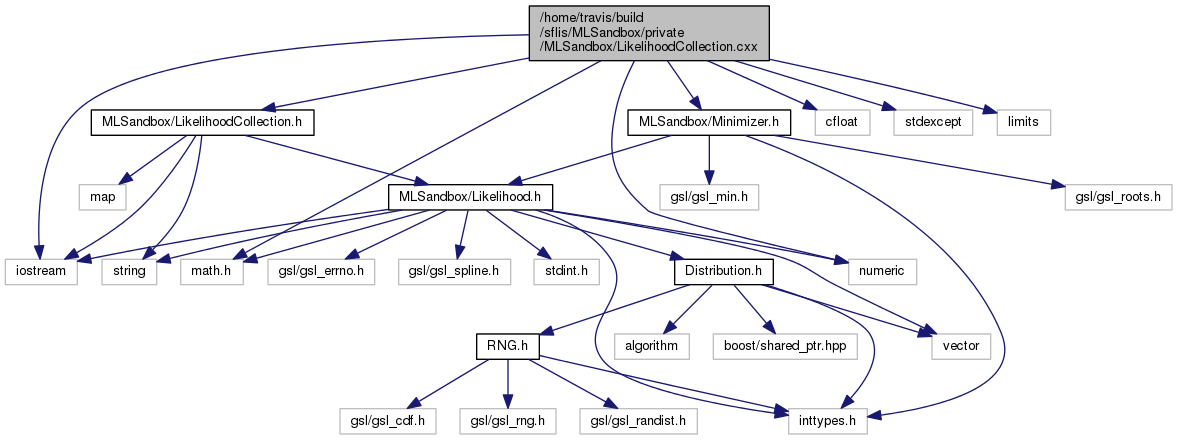 /home/travis/build
/sflis/MLSandbox/private
/MLSandbox/LikelihoodCollection.cxx
MLSandbox/LikelihoodCollection.h
MLSandbox/Minimizer.h
cfloat
stdexcept
limits
map
MLSandbox/Likelihood.h
gsl/gsl_min.h
gsl/gsl_roots.h
iostream
string
math.h
gsl/gsl_errno.h
gsl/gsl_spline.h
stdint.h
Distribution.h
numeric
RNG.h
algorithm
boost/shared_ptr.hpp
vector
gsl/gsl_cdf.h
gsl/gsl_rng.h
gsl/gsl_randist.h
inttypes.h